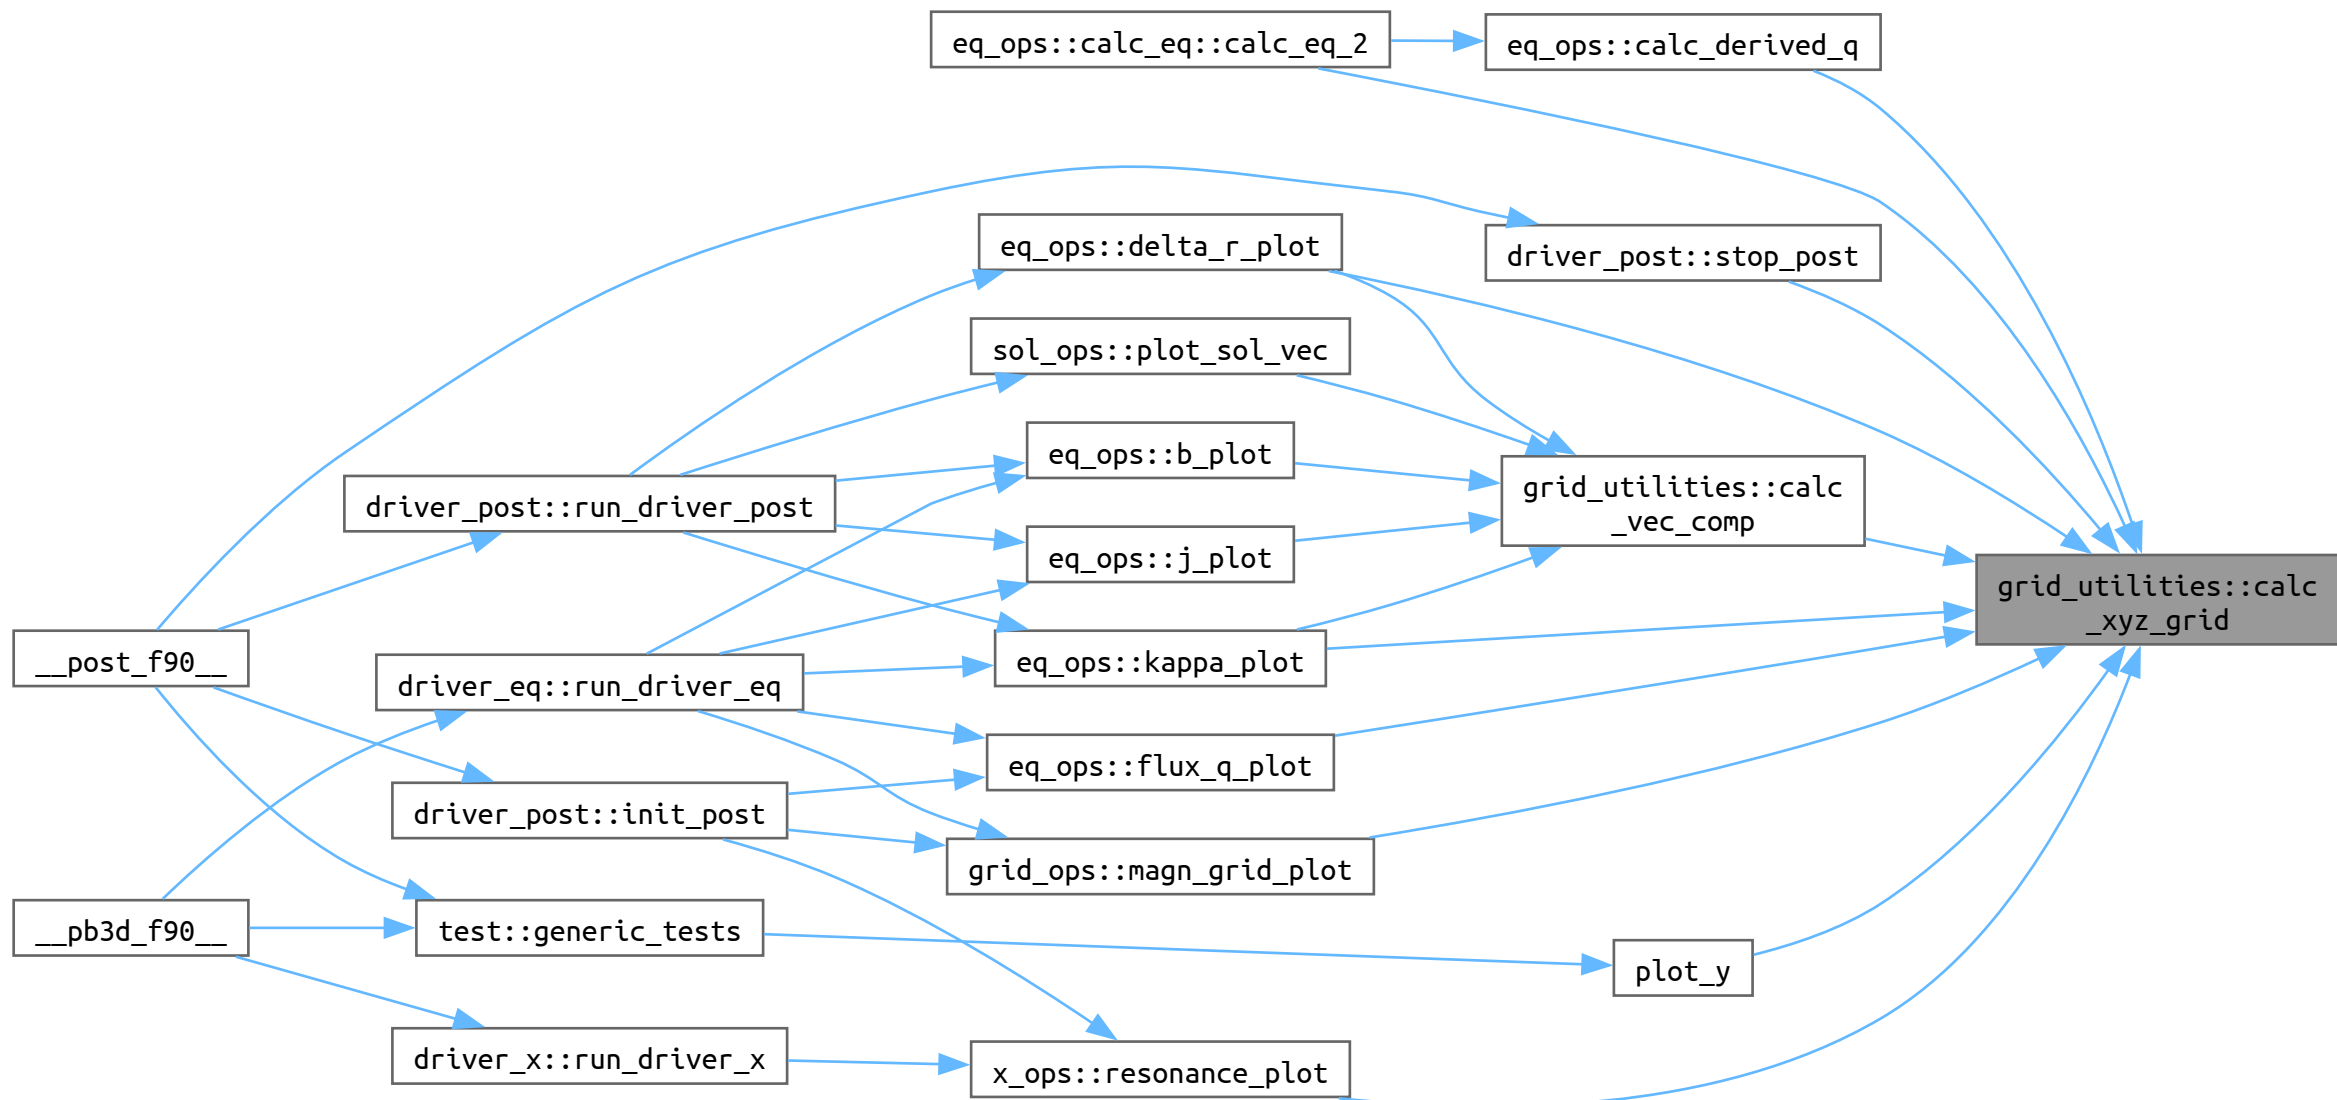 eq_ops::calc_eq::calc_eq_2
eq_ops::calc_derived_q
eq_ops::delta_r_plot
driver_post::stop_post
sol_ops::plot_sol_vec
eq_ops::b_plot
grid_utilities::calc
_vec_comp
driver_post::run_driver_post
eq_ops::j_plot
grid_utilities::calc
_xyz_grid
__post_f90__
eq_ops::kappa_plot
driver_eq::run_driver_eq
eq_ops::flux_q_plot
driver_post::init_post
grid_ops::magn_grid_plot
__pb3d_f90__
test::generic_tests
plot_y
driver_x::run_driver_x
x_ops::resonance_plot